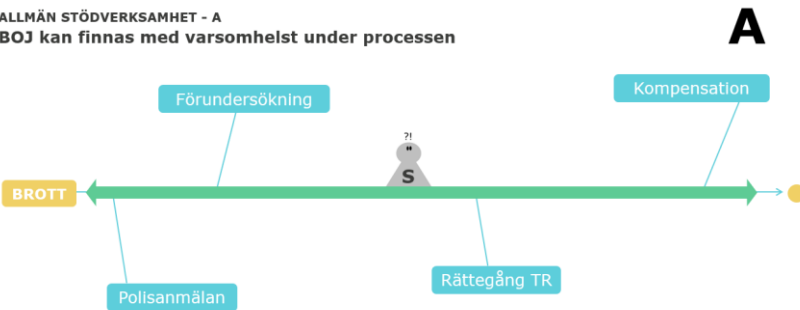 ALLMÄN STÖDVERKSAMHET - A
BOJ kan finnas med varsomhelst under processen
A
Förundersökning
Kompensation
?!
"
S
BROTT
Rättegång TR
Polisanmälan